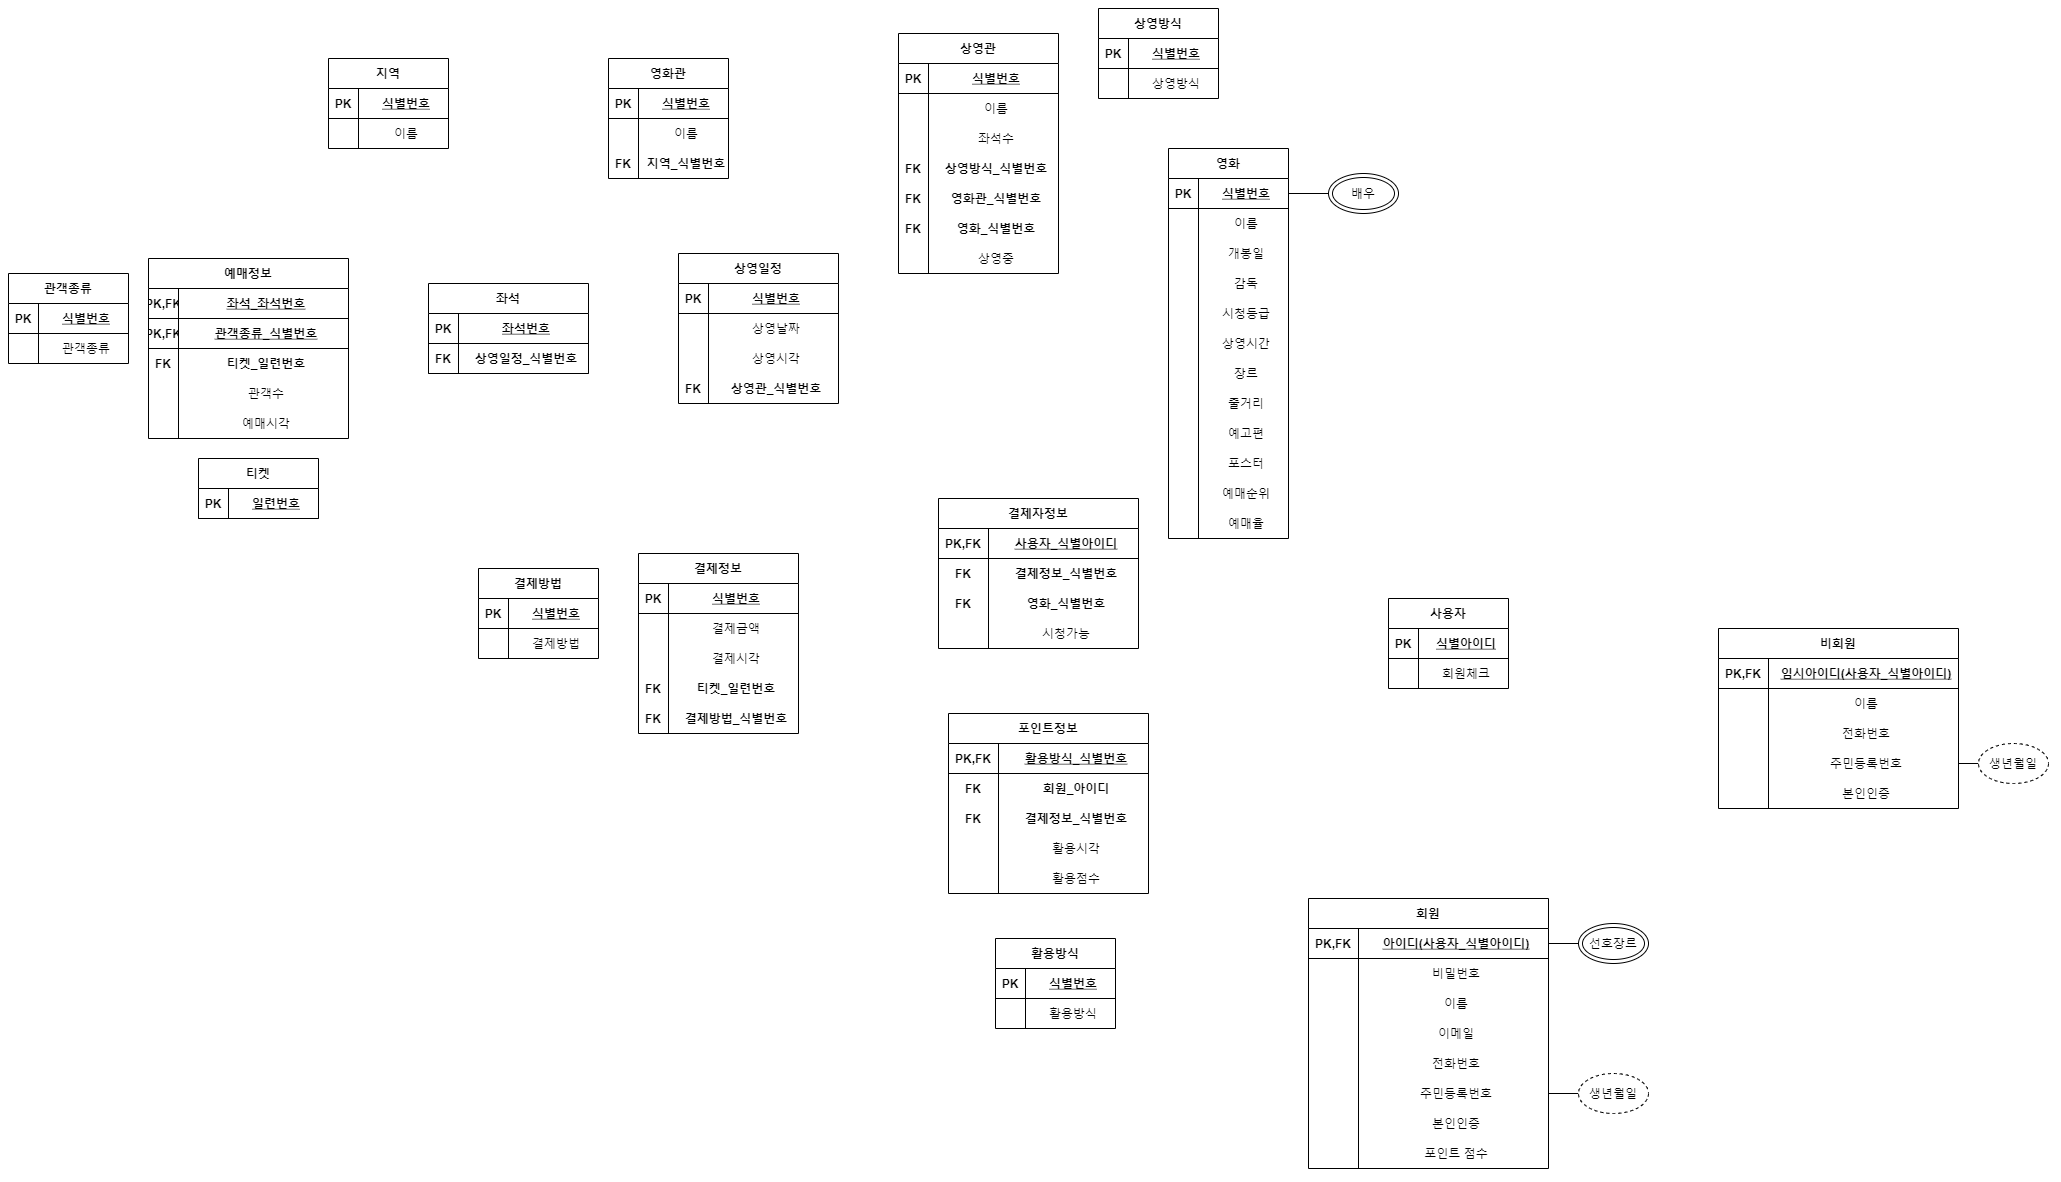 상영방식
PK 식별번호
상영방식
상영관
PK 식별번호
이름
좌석수
FK 상영방식_식별번호
FK 영화관_식별번호
FK 영화_식별번호
상영중
지역
PK 식별번호
이름
영화관
PK 식별번호
이름
FK 지역_식별번호
영화
PK 식별번호
이름
개봉일
감독
시청등급
상영시간
장르
줄거리
예고편
포스터
예매순위
예매율
배우
관객종류
PK 식별번호
관객종류
예매정보
PK,FK 좌석_좌석번호
PK,FK 관객종류_식별번호
FK 티켓_일련번호
관객수
예매시각
좌석
PK 좌석번호
FK 상영일정_식별번호
상영일정
PK 식별번호
상영날짜
상영시각
FK 상영관_식별번호
티켓
PK 일련번호
결제방법
PK 식별번호
결제방법
결제정보
PK 식별번호
결제금액
결제시각
FK 티켓_일련번호
FK 결제방법_식별번호
결제자정보
PK,FK 사용자_식별아이디
FK 결제정보_식별번호
FK 영화_식별번호
시청가능
사용자
PK 식별아이디
회원체크
비회원
PK,FK 임시아이디(사용자_식별아이디)
이름
전화번호
주민등록번호
본인인증
생년월일
포인트정보
PK,FK 활용방식_식별번호
FK 회원_아이디
FK 결제정보_식별번호
활용시각
활용점수
활용방식
PK 식별번호
활용방식
회원
PK,FK 아이디(사용자_식별아이디)
비밀번호
이름
이메일
전화번호
주민등록번호
본인인증
포인트 점수
선호장르
생년월일